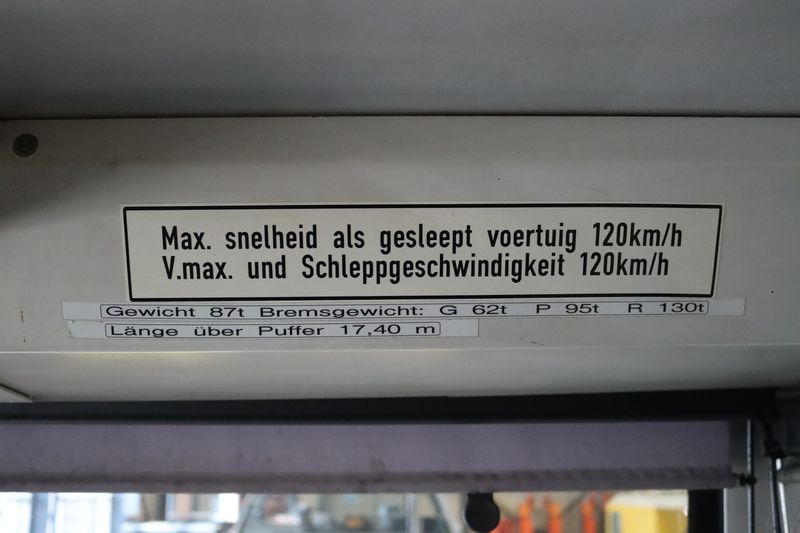 Max. snelheid als gesleept voertuig 120km/h
V.max. und Schleppgeschwindigkeit 120km/h
Gewicht 87t Bremsgewicht: G 62t P 95t R 130t
Länge über Puffer 17,40 m